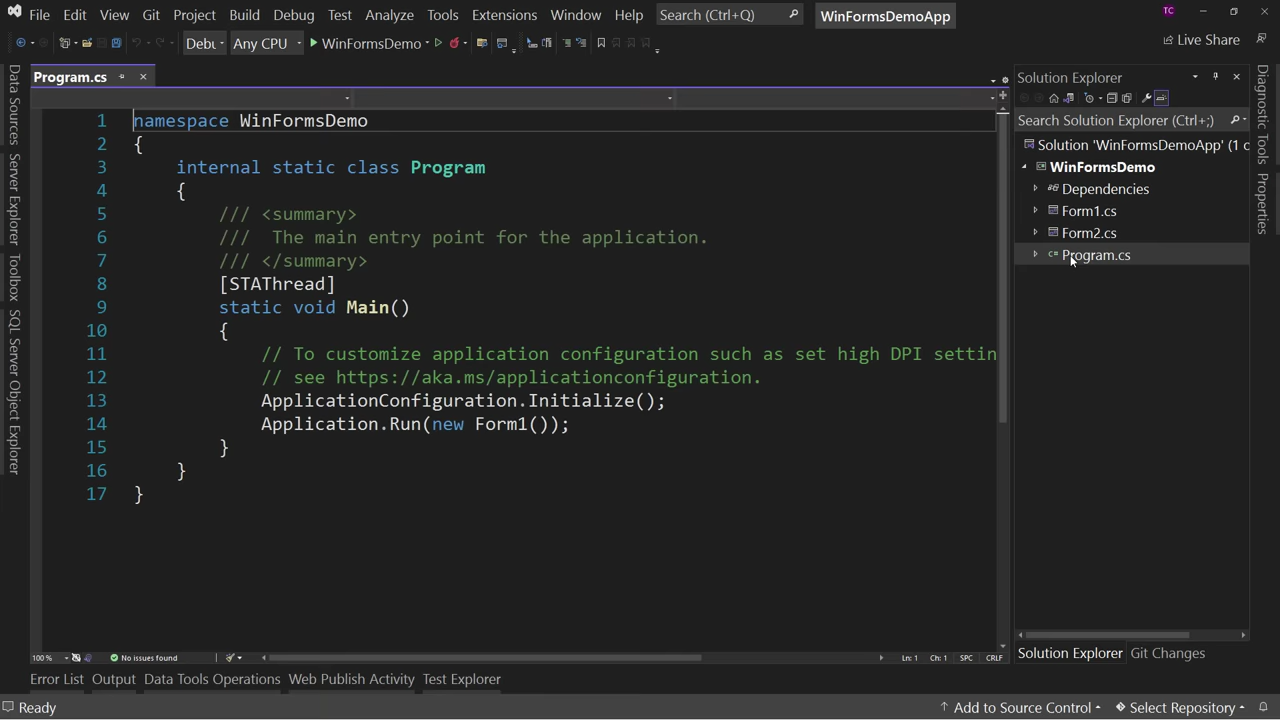 File Edit View Git Project Build Debug Test Analyze Tools Extensions Window Help Search (Ctrl+Q) WinFormsDemoApp TC
Debu Any CPU WinFormsDemo Live Share
Program.cs
Solution Explorer
Search Solution Explorer (Ctrl+;)
Solution 'WinFormsDemoApp' (1 o
WinFormsDemo
Dependencies
Form1.cs
Form2.cs
C# Program.cs
Data Sources
Server Explorer
Toolbox
SQL Server Object Explorer
1 namespace WinFormsDemo
2 {
3 internal static class Program
4 {
5 /// <summary>
6 /// The main entry point for the application.
7 /// </summary>
8 [STAThread]
9 static void Main()
10 {
11 // To customize application configuration such as set high DPI settin
12 // see https://aka.ms/applicationconfiguration.
13 ApplicationConfiguration.Initialize();
14 Application.Run(new Form1());
15 }
16 }
17 }
Diagnostic Tools
Properties
100 % No issues found Ln: 1 Ch: 1 SPC CRLF
Solution Explorer Git Changes
Error List Output Data Tools Operations Web Publish Activity Test Explorer
Ready Add to Source Control Select Repository